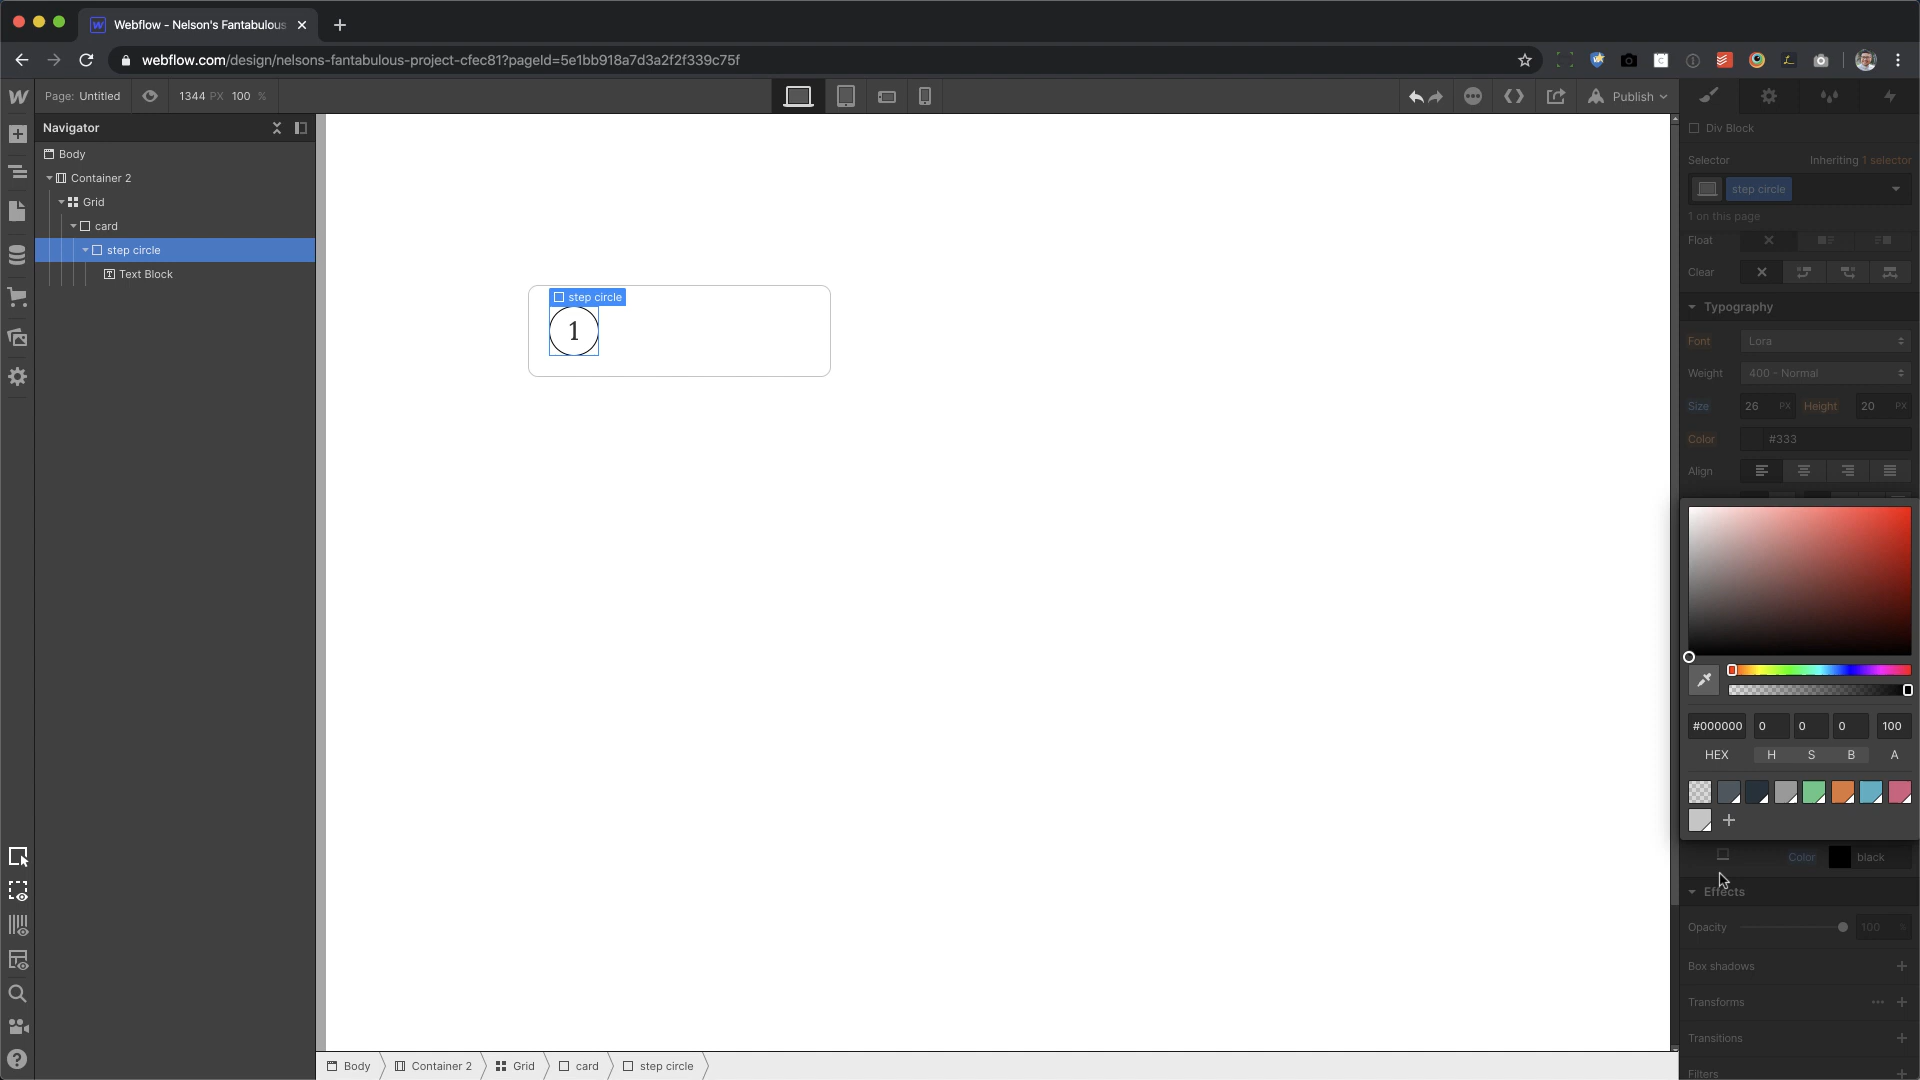 Webflow - Nelson's Fantabulous
webflow.com/design/nelsons-fantabulous-project-cfec81?pageId=5e1bb918a7d3a2f2f339c75f
Page: Untitled
1344 PX 100 %
Publish
Navigator
Body
Container 2
Grid
card
step circle
Text Block
step circle
1
Div Block
Selector
Inheriting 1 selector
step circle
1 on this page
Float
Clear
Typography
Font
Lora
Weight
400 - Normal
Size
26 PX
Height
20 PX
Color
#333
Align
#000000 0 0 0 100
HEX H S B A
Color
black
Effects
Opacity
100 %
Box shadows
Transforms
Transitions
Filters
Body
Container 2
Grid
card
step circle